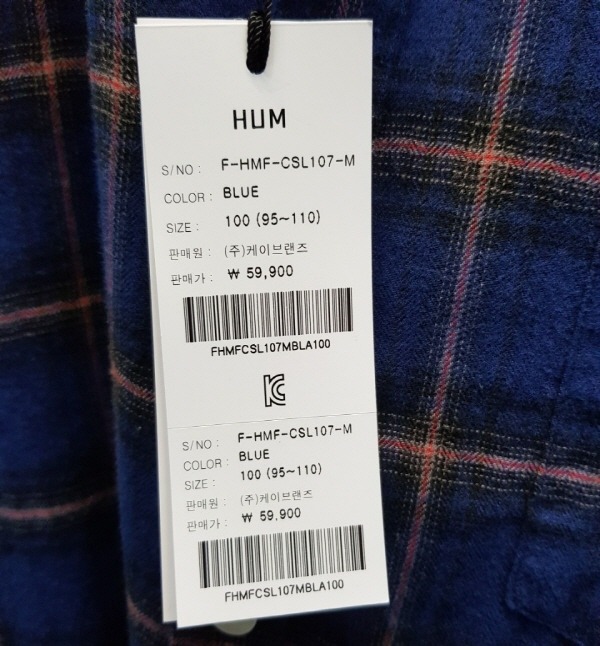 HUM
S/NO : F-HMF-CSL107-M
COLOR : BLUE
SIZE : 100 (95~110)
판매원 : (주)케이브랜즈
판매가 : ₩ 59,900
FHMFCSL107MBLA100
KC
S/NO : F-HMF-CSL107-M
COLOR : BLUE
SIZE : 100 (95~110)
판매원 : (주)케이브랜즈
판매가 : ₩ 59,900
FHMFCSL107MBLA100